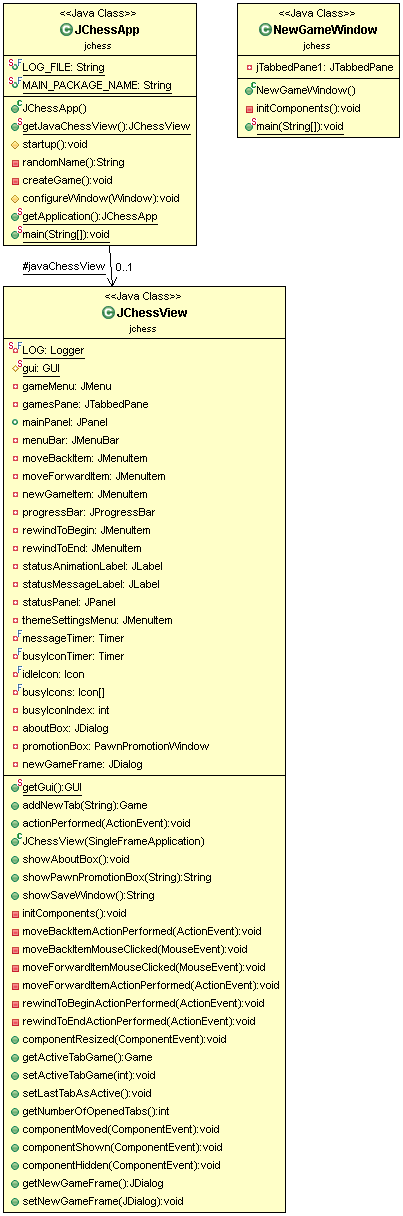 <<Java Class>>
JChessApp
jchess
LOG_FILE: String
MAIN_PACKAGE_NAME: String
JChessApp()
getJavaChessView():JChessView
startup():void
randomName():String
createGame():void
configureWindow(Window):void
getApplication():JChessApp
main(String[]):void
<<Java Class>>
NewGameWindow
jchess
jTabbedPane1: JTabbedPane
NewGameWindow()
initComponents():void
main(String[]):void
#javaChessView 0..1
<<Java Class>>
JChessView
jchess
LOG: Logger
gui: GUI
gameMenu: JMenu
gamesPane: JTabbedPane
mainPanel: JPanel
menuBar: JMenuBar
moveBackItem: JMenuItem
moveForwardItem: JMenuItem
newGameItem: JMenuItem
progressBar: JProgressBar
rewindToBegin: JMenuItem
rewindToEnd: JMenuItem
statusAnimationLabel: JLabel
statusMessageLabel: JLabel
statusPanel: JPanel
themeSettingsMenu: JMenuItem
messageTimer: Timer
busyIconTimer: Timer
idleIcon: Icon
busyIcons: Icon[]
busyIconIndex: int
aboutBox: JDialog
promotionBox: PawnPromotionWindow
newGameFrame: JDialog
getGui():GUI
addNewTab(String):Game
actionPerformed(ActionEvent):void
JChessView(SingleFrameApplication)
showAboutBox():void
showPawnPromotionBox(String):String
showSaveWindow():String
initComponents():void
moveBackItemActionPerformed(ActionEvent):void
moveBackItemMouseClicked(MouseEvent):void
moveForwardItemMouseClicked(MouseEvent):void
moveForwardItemActionPerformed(ActionEvent):void
rewindToBeginActionPerformed(ActionEvent):void
rewindToEndActionPerformed(ActionEvent):void
componentResized(ComponentEvent):void
getActiveTabGame():Game
setActiveTabGame(int):void
setLastTabAsActive():void
getNumberOfOpenedTabs():int
componentMoved(ComponentEvent):void
componentShown(ComponentEvent):void
componentHidden(ComponentEvent):void
getNewGameFrame():JDialog
setNewGameFrame(JDialog):void